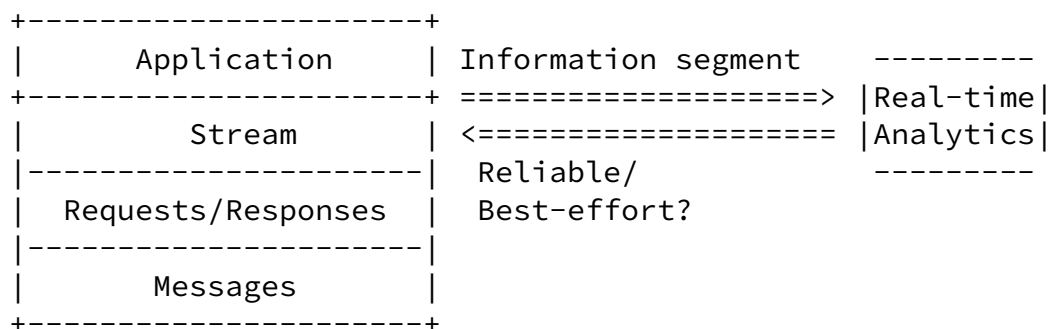 +----------------------+
|      Application     | Information segment    ---------
+----------------------+ ====================> |Real-time|
|         Stream       | <==================== |Analytics|
|----------------------|  Reliable/             ---------
|  Requests/Responses  |  Best-effort?
|----------------------|
|       Messages       |
+----------------------+